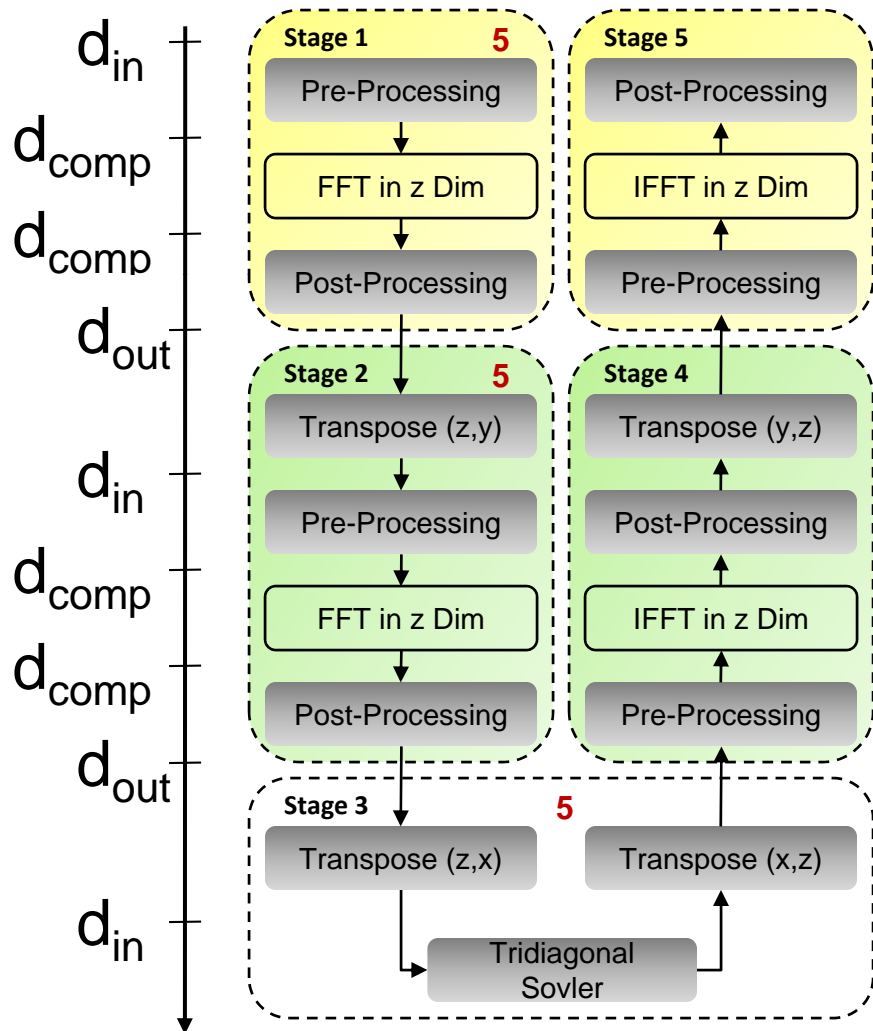 d_in
d_comp
d_comp
d_out
d_in
d_comp
d_comp
d_out
d_in
Stage 1
5
Pre-Processing
FFT in z Dim
Post-Processing
Stage 2
5
Transpose (z,y)
Pre-Processing
FFT in z Dim
Post-Processing
Stage 3
5
Transpose (z,x)
Tridiagonal
Sovler
Transpose (x,z)
Stage 4
Transpose (y,z)
Post-Processing
IFFT in z Dim
Pre-Processing
Stage 5
Post-Processing
IFFT in z Dim
Pre-Processing